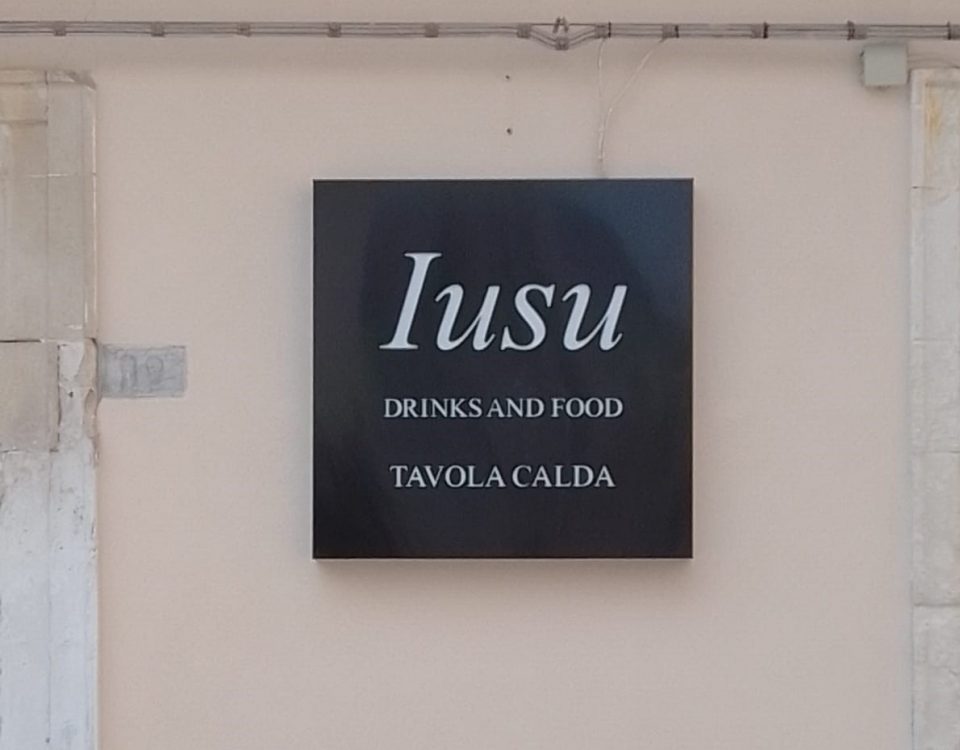 Iusu
DRINKS AND FOOD
TAVOLA CALDA